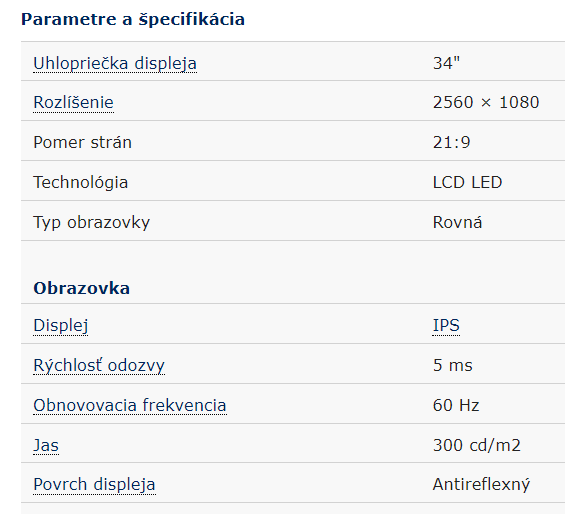 Parametre a špecifikácia
Uhlopriečka displeja 34"
Rozlíšenie 2560 × 1080
Pomer strán 21:9
Technológia LCD LED
Typ obrazovky Rovná
Obrazovka
Displej IPS
Rýchlosť odozvy 5 ms
Obnovovacia frekvencia 60 Hz
Jas 300 cd/m2
Povrch displeja Antireflexný